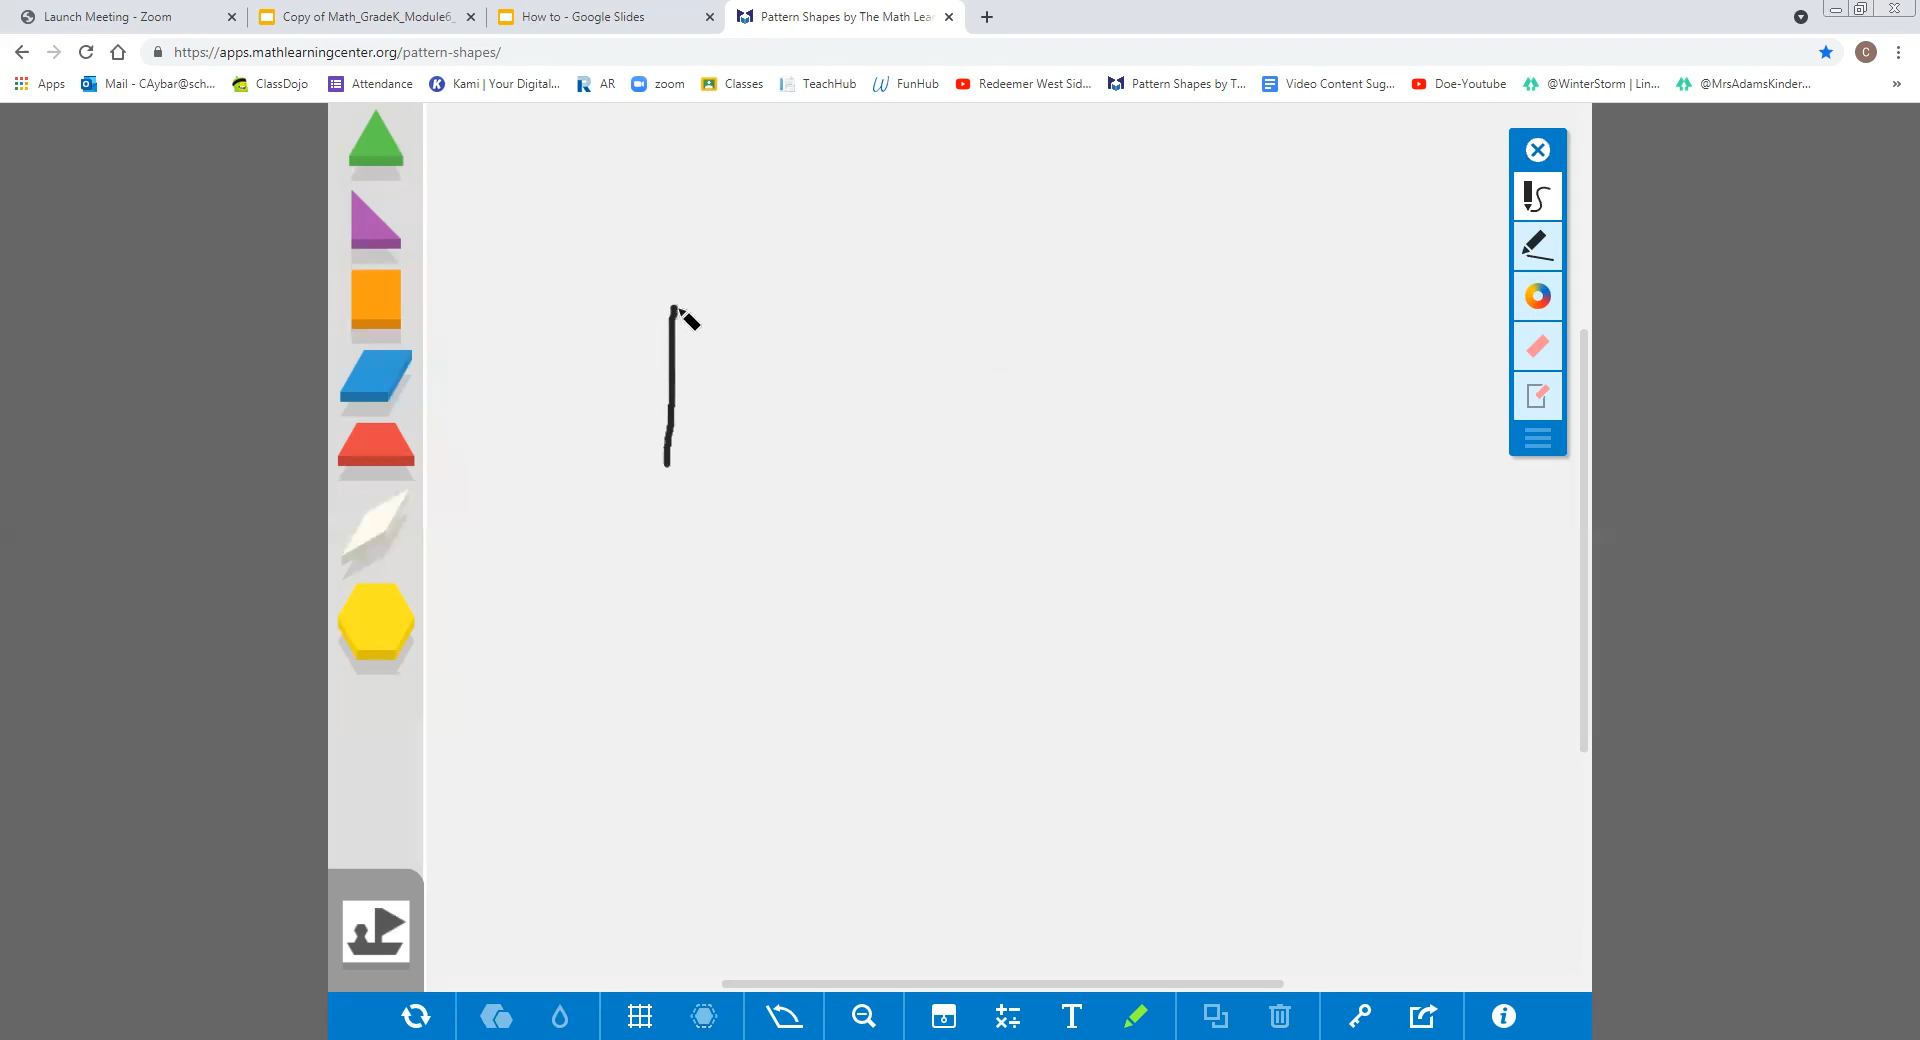 Launch Meeting - Zoom
Copy of Math_GradeK_Module6_
How to - Google Slides
Pattern Shapes by The Math Lear
https://apps.mathlearningcenter.org/pattern-shapes/
C
Apps
Mail - CAybar@sch...
ClassDojo
Attendance
Kami | Your Digital...
AR
zoom
Classes
TeachHub
FunHub
Redeemer West Sid...
Pattern Shapes by T...
Video Content Sug...
Doe-Youtube
@WinterStorm | Lin...
@MrsAdamsKinder...
»
T